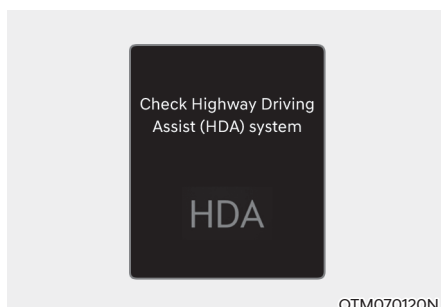 Check Highway Driving
Assist (HDA) system
HDA
OTM070120N